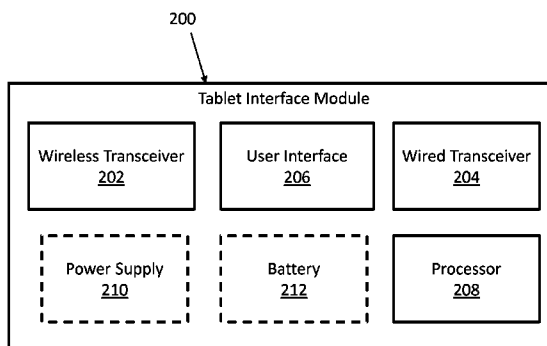 200
Tablet Interface Module
Wireless Transceiver
202
User Interface
206
Wired Transceiver
204
Power Supply
210
Battery
212
Processor
208